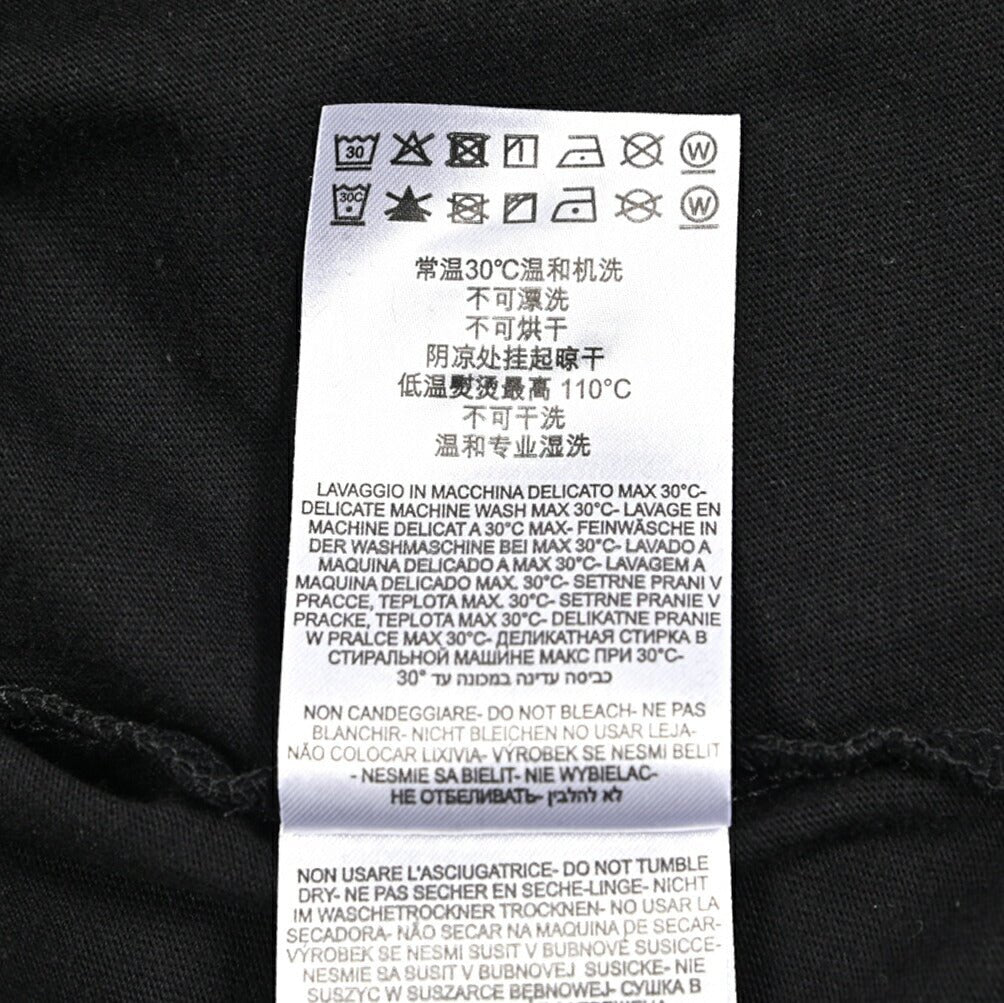 30
W
30C
W
常温30°C温和机洗
不可漂洗
不可烘干
阴凉处挂起晾干
低温熨烫最高 110°C
不可干洗
温和专业湿洗
LAVAGGIO IN MACCHINA DELICATO MAX 30°C-
DELICATE MACHINE WASH MAX 30°C- LAVAGE EN
MACHINE DELICAT A 30°C MAX- FEINWÄSCHE IN
DER WASHMASCHINE BEI MAX 30°C- LAVADO A
MAQUINA DELICADO A MAX 30°C- LAVAGEM A
MAQUINA DELICADO MAX. 30°C- SETRNE PRANI V
PRACCE, TEPLOTA MAX. 30°C- SETRNE PRANIE V
PRACKE, TEPLOTA MAX 30°C- DELIKATNE PRANIE
W PRALCE MAX 30°C- ДЕЛИКАТНАЯ СТИРКА В
СТИРАЛЬНОЙ МАШИНЕ МАКС ПРИ 30°C-
כביסה עדינה במכונה עד 30°
NON CANDEGGIARE- DO NOT BLEACH- NE PAS
BLANCHIR- NICHT BLEICHEN NO USAR LEJA-
NÃO COLOCAR LIXIVIA- VÝROBEK SE NESMI BELIT
- NESMIE SA BIELIT- NIE WYBIELAC-
НЕ ОТБЕЛИВАТЬ- לא להלבין
NON USARE L'ASCIUGATRICE- DO NOT TUMBLE
DRY- NE PAS SECHER EN SECHE-LINGE- NICHT
IM WASCHETROCKNER TROCKNEN- NO USAR LA
SECADORA- NÃO SECAR NA MAQUINA DE SECAR-
VÝROBEK SE NESMI SUSIT V BUBNOVÉ SUSICCE-
NESMIE SA SUSIT V BUBNOVEJ SUSICKE- NIE
SUSZYC W SUSZARCE BĘBNOWEJ- СУШКА В